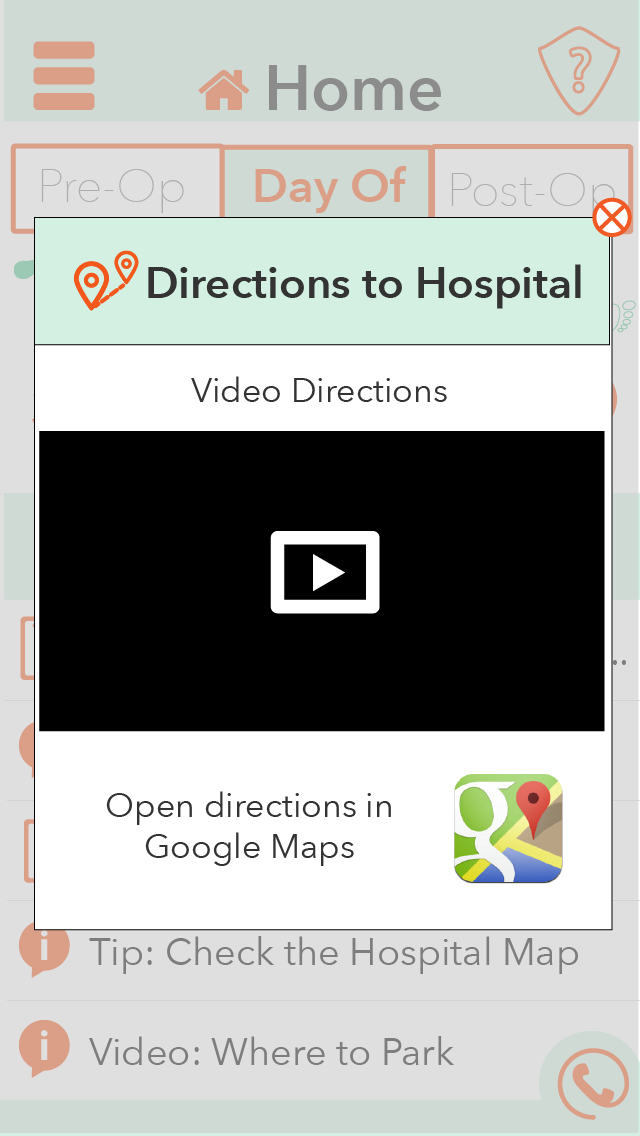 Home
Pre-Op
Day Of
Post-Op
Directions to Hospital
Video Directions
Open directions in
Google Maps
Tip: Check the Hospital Map
Video: Where to Park